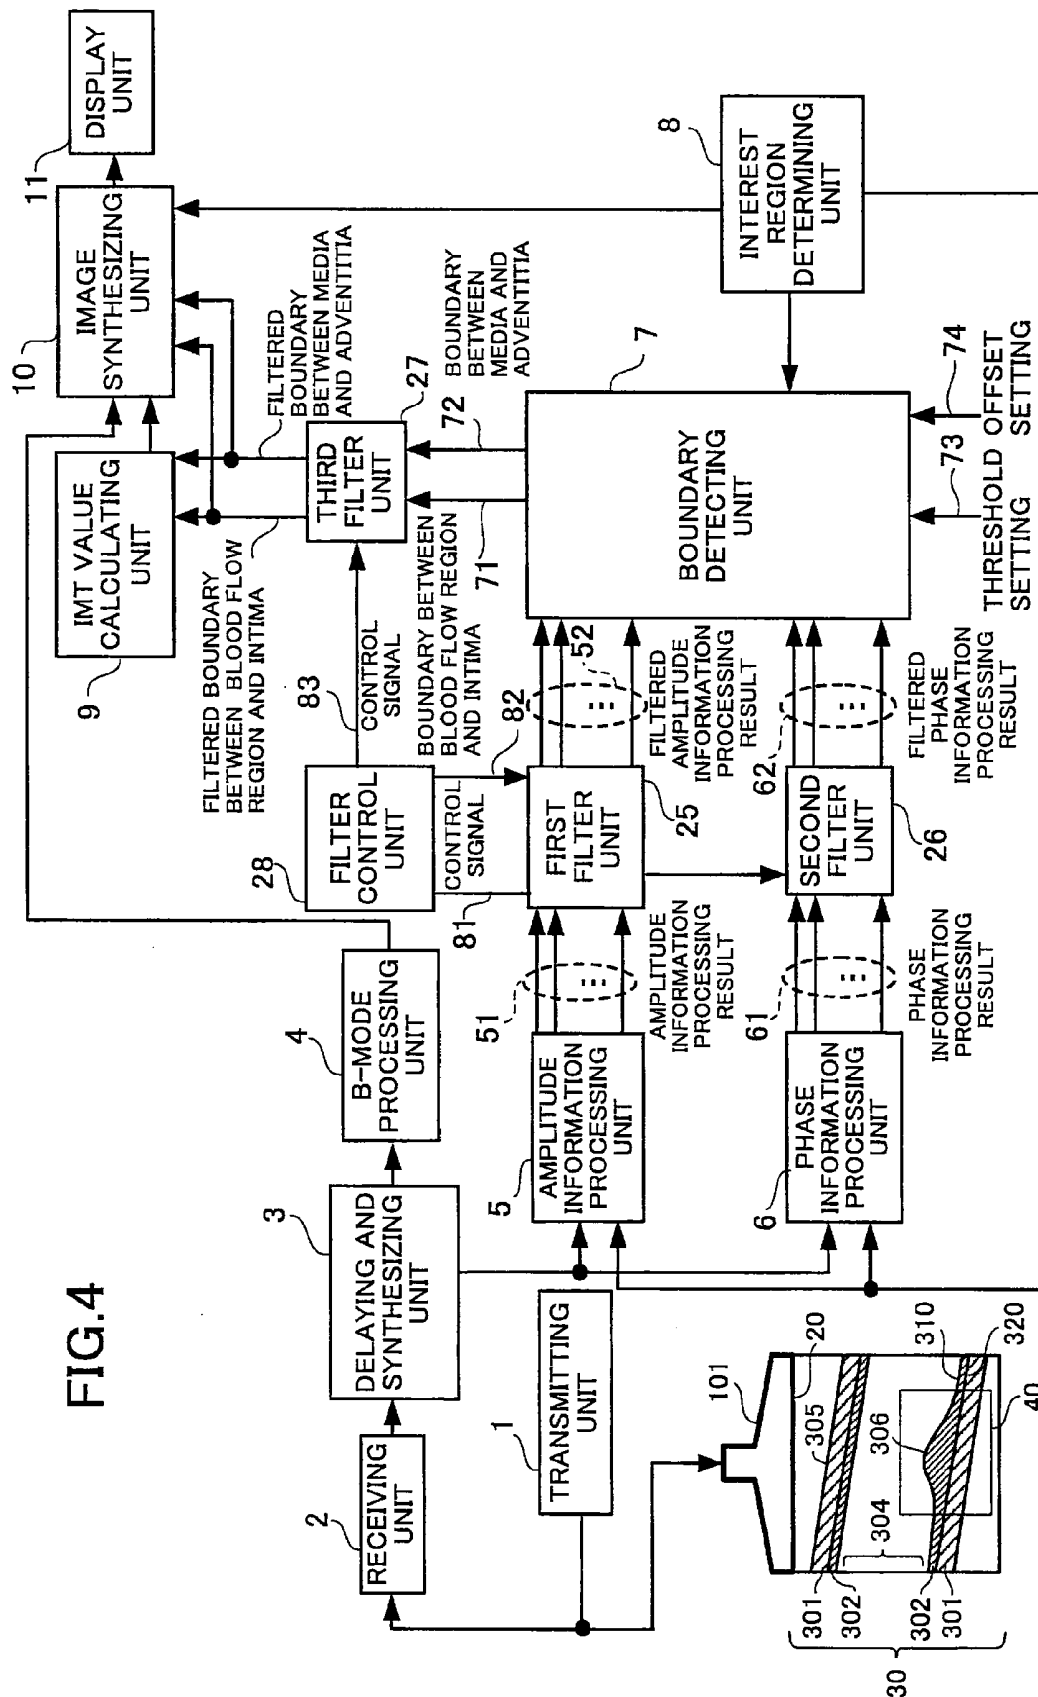 FIG.4
11
DISPLAY
UNIT
10
IMAGE
SYNTHESIZING
UNIT
9
IMT VALUE
CALCULATING
UNIT
FILTERED
BOUNDARY
BETWEEN MEDIA
AND ADVENTITIA
FILTERED BOUNDARY
BETWEEN BLOOD FLOW
REGION AND INTIMA
27
THIRD
FILTER
UNIT
83
CONTROL
SIGNAL
28
FILTER
CONTROL
UNIT
81
CONTROL
SIGNAL
82
BOUNDARY BETWEEN
BLOOD FLOW REGION
AND INTIMA
71
72
BOUNDARY
BETWEEN
MEDIA AND
ADVENTITIA
8
INTEREST
REGION
DETERMINING
UNIT
7
BOUNDARY
DETECTING
UNIT
73
THRESHOLD
SETTING
74
OFFSET
SETTING
52
FILTERED
AMPLITUDE
INFORMATION
PROCESSING
RESULT
62
FILTERED
PHASE
INFORMATION
PROCESSING
RESULT
25
FIRST
FILTER
UNIT
26
SECOND
FILTER
UNIT
51
AMPLITUDE
INFORMATION
PROCESSING
RESULT
61
PHASE
INFORMATION
PROCESSING
RESULT
4
B-MODE
PROCESSING
UNIT
5
AMPLITUDE
INFORMATION
PROCESSING
UNIT
6
PHASE
INFORMATION
PROCESSING
UNIT
3
DELAYING AND
SYNTHESIZING
UNIT
2
RECEIVING
UNIT
1
TRANSMITTING
UNIT
101
20
305
306
310
320
40
304
301
302
302
301
30